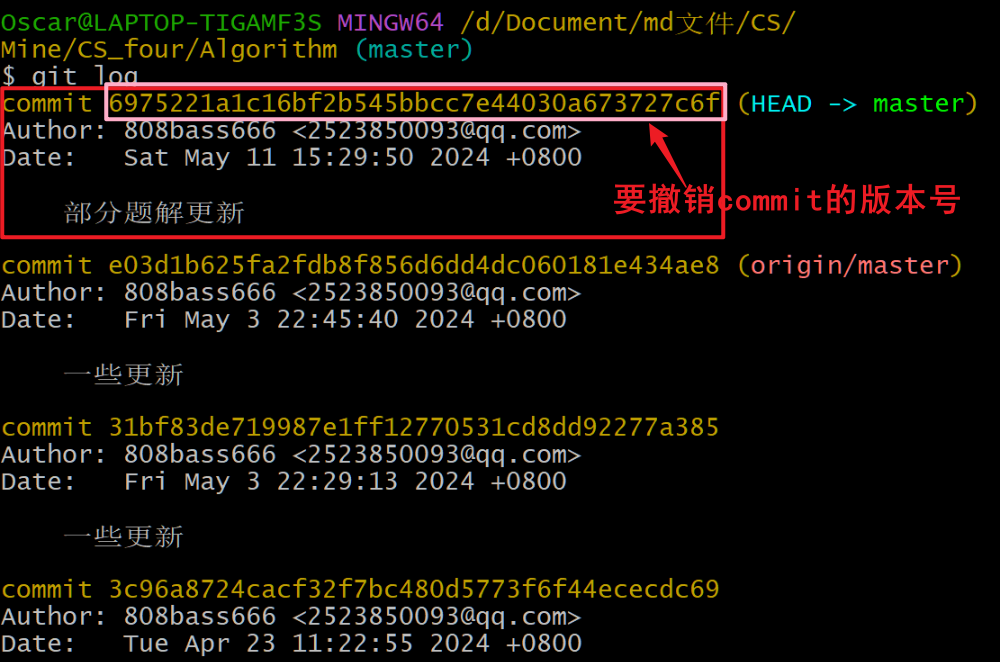 Oscar@LAPTOP-TIGAMF3S MINGW64 /d/Document/md文件/CS/
Mine/CS_four/Algorithm (master)
$ git log
commit 6975221a1c16bf2b545bbcc7e44030a673727c6f (HEAD -> master)
Author: 808bass666 <2523850093@qq.com>
Date:   Sat May 11 15:29:50 2024 +0800
要撤销commit的版本号
部分题解更新
commit e03d1b625fa2fdb8f856d6dd4dc060181e434ae8 (origin/master)
Author: 808bass666 <2523850093@qq.com>
Date:   Fri May 3 22:45:40 2024 +0800
一些更新
commit 31bf83de719987e1ff12770531cd8dd92277a385
Author: 808bass666 <2523850093@qq.com>
Date:   Fri May 3 22:29:13 2024 +0800
一些更新
commit 3c96a8724cacf32f7bc480d5773f6f44ececdc69
Author: 808bass666 <2523850093@qq.com>
Date:   Tue Apr 23 11:22:55 2024 +0800